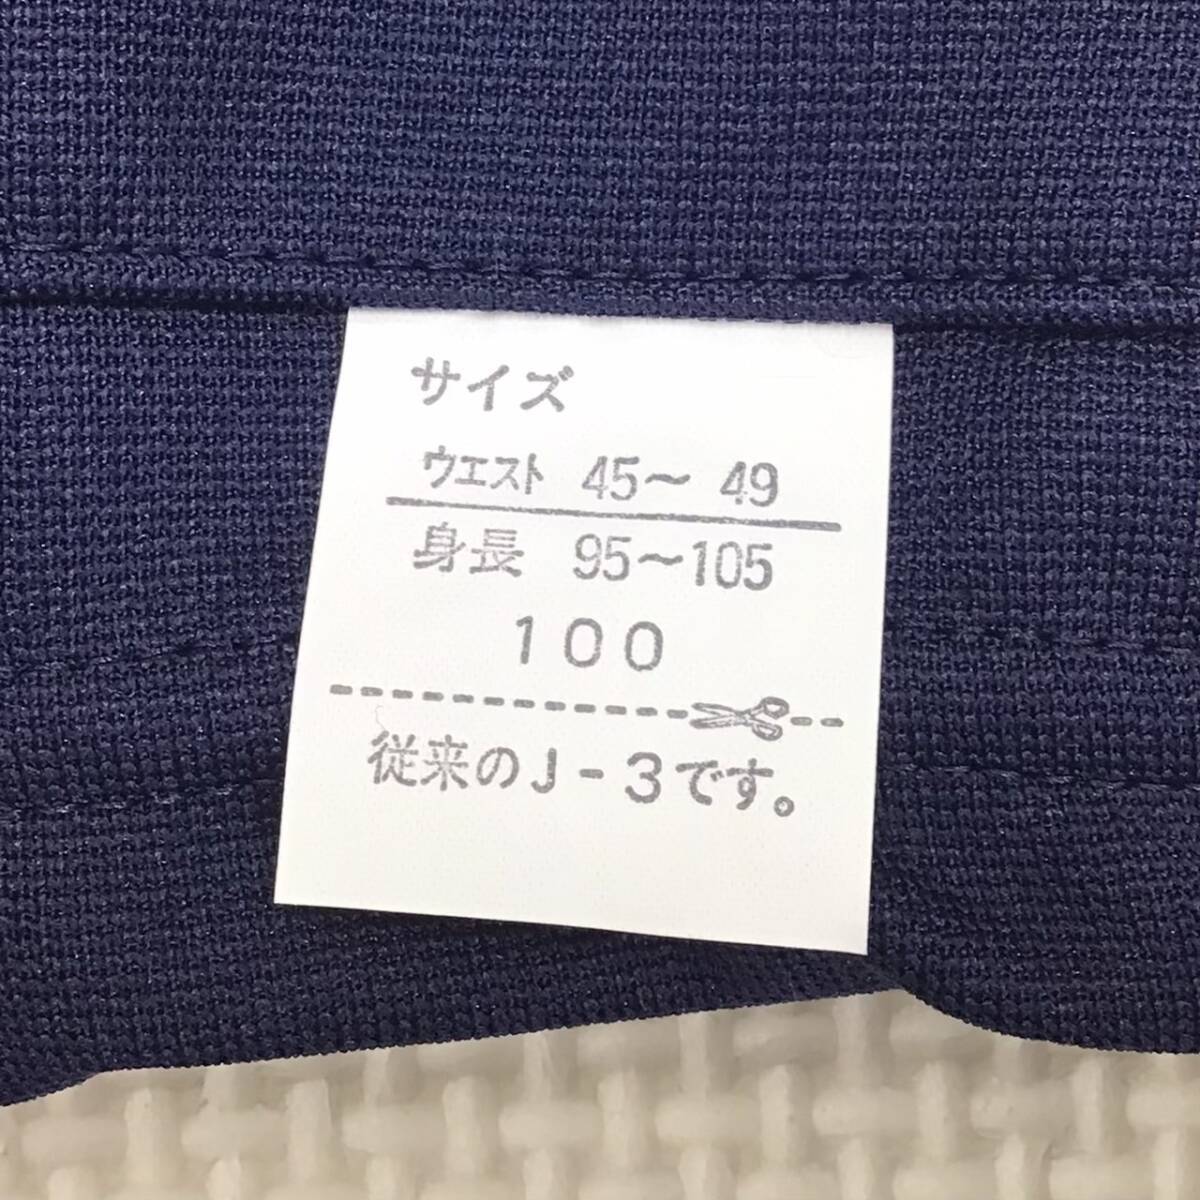 サイズ
ウエスト 45～49
身長 95～105
100
従来のJ-3です。